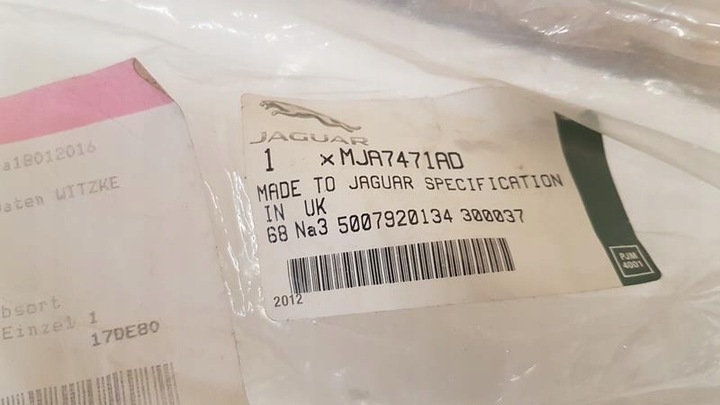 a18012016
aten WITZKE
bsort
Einzel 1
17DE80
JAGUAR
1 xMJA7471AD
MADE TO JAGUAR SPECIFICATION
IN UK
68 Na3 5007920134 300037
2012
PJM
4001